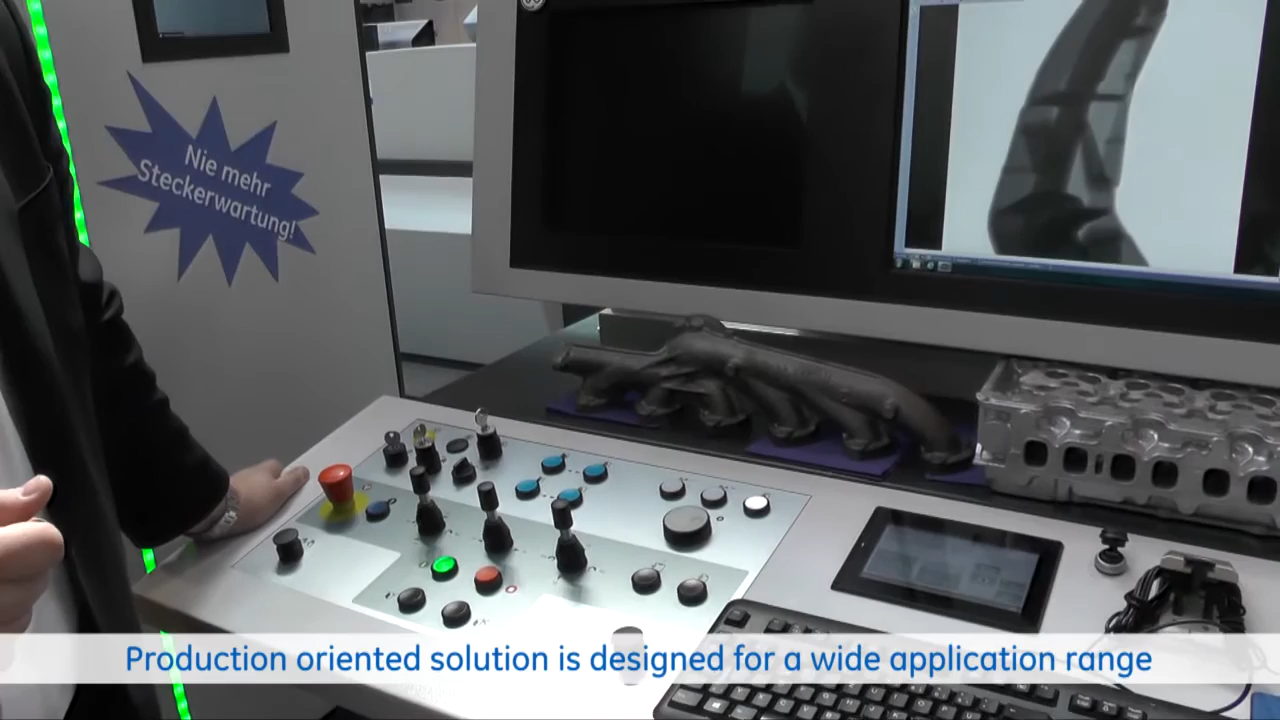 Nie mehr
Steckerwartung!
Production oriented solution is designed for a wide application range